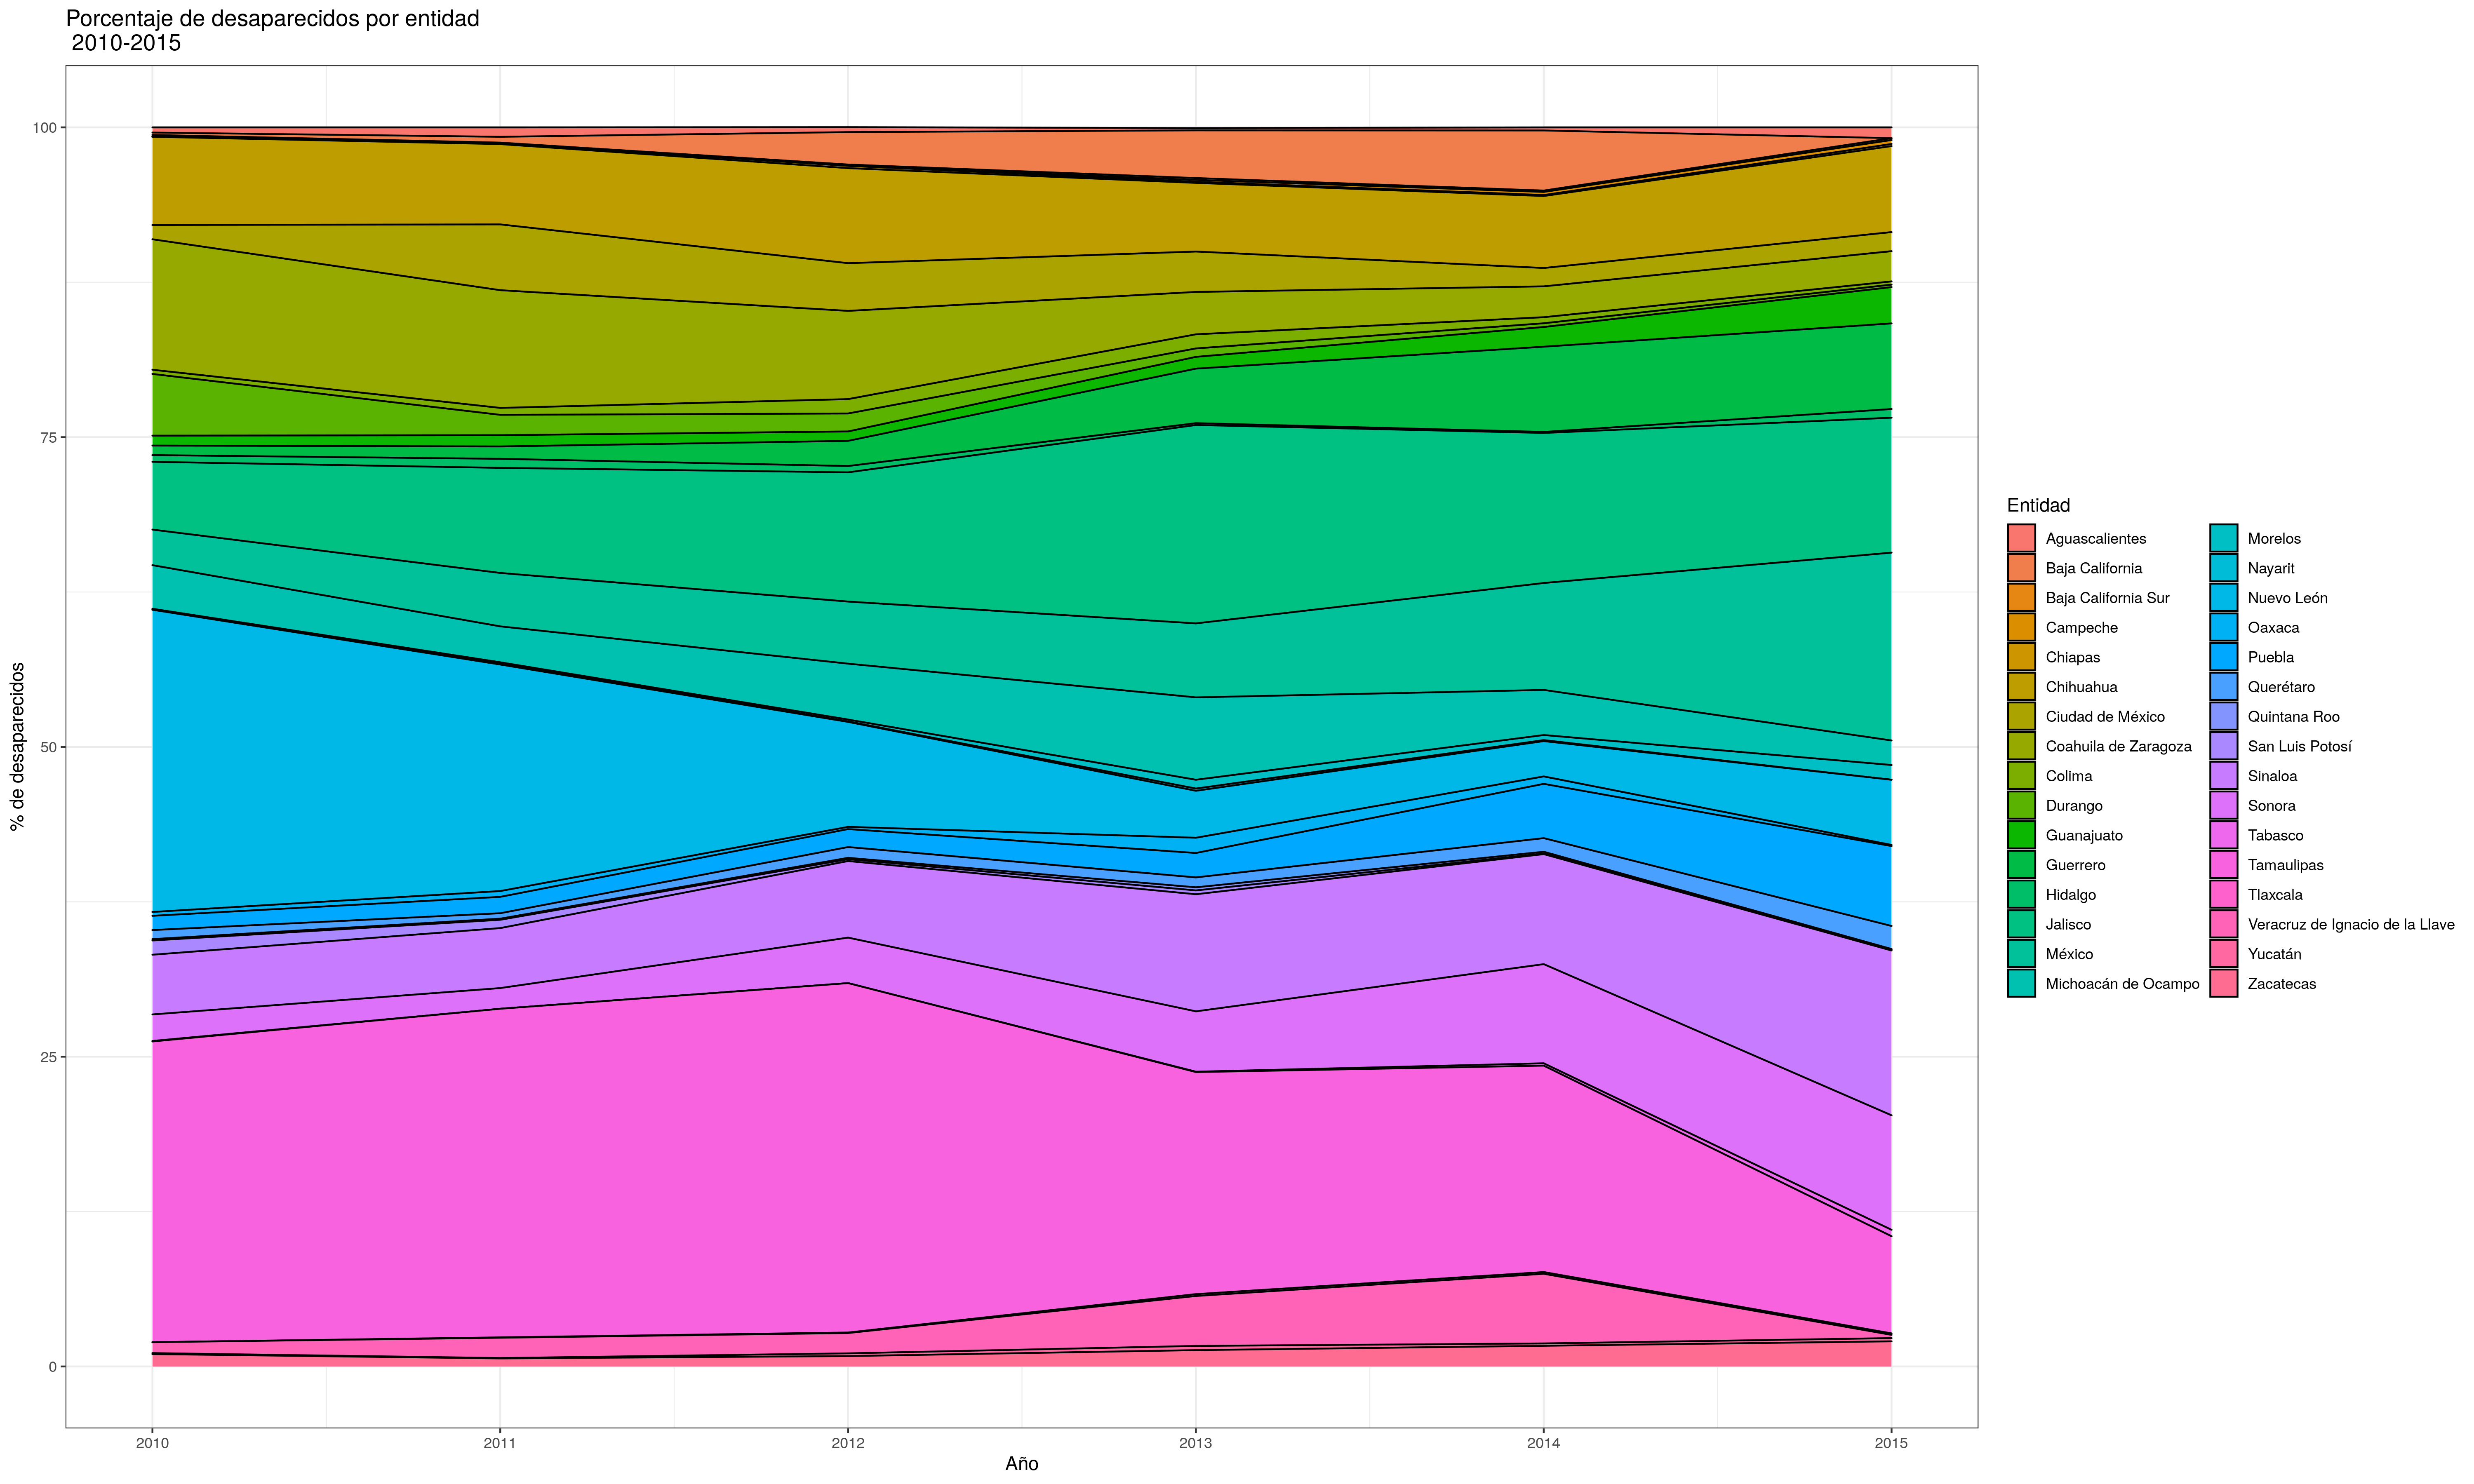 Porcentaje de desaparecidos por entidad
2010-2015
% de desaparecidos
100
75
50
25
0
2010
2011
2012
2013
2014
2015
Año
Entidad
Aguascalientes
Baja California
Baja California Sur
Campeche
Chiapas
Chihuahua
Ciudad de México
Coahuila de Zaragoza
Colima
Durango
Guanajuato
Guerrero
Hidalgo
Jalisco
México
Michoacán de Ocampo
Morelos
Nayarit
Nuevo León
Oaxaca
Puebla
Querétaro
Quintana Roo
San Luis Potosí
Sinaloa
Sonora
Tabasco
Tamaulipas
Tlaxcala
Veracruz de Ignacio de la Llave
Yucatán
Zacatecas